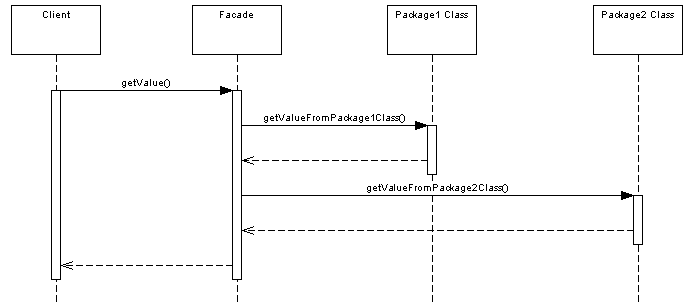 Client
Facade
Package1 Class
Package2 Class
getValue()
getValueFromPackage1Class()
getValueFromPackage2Class()